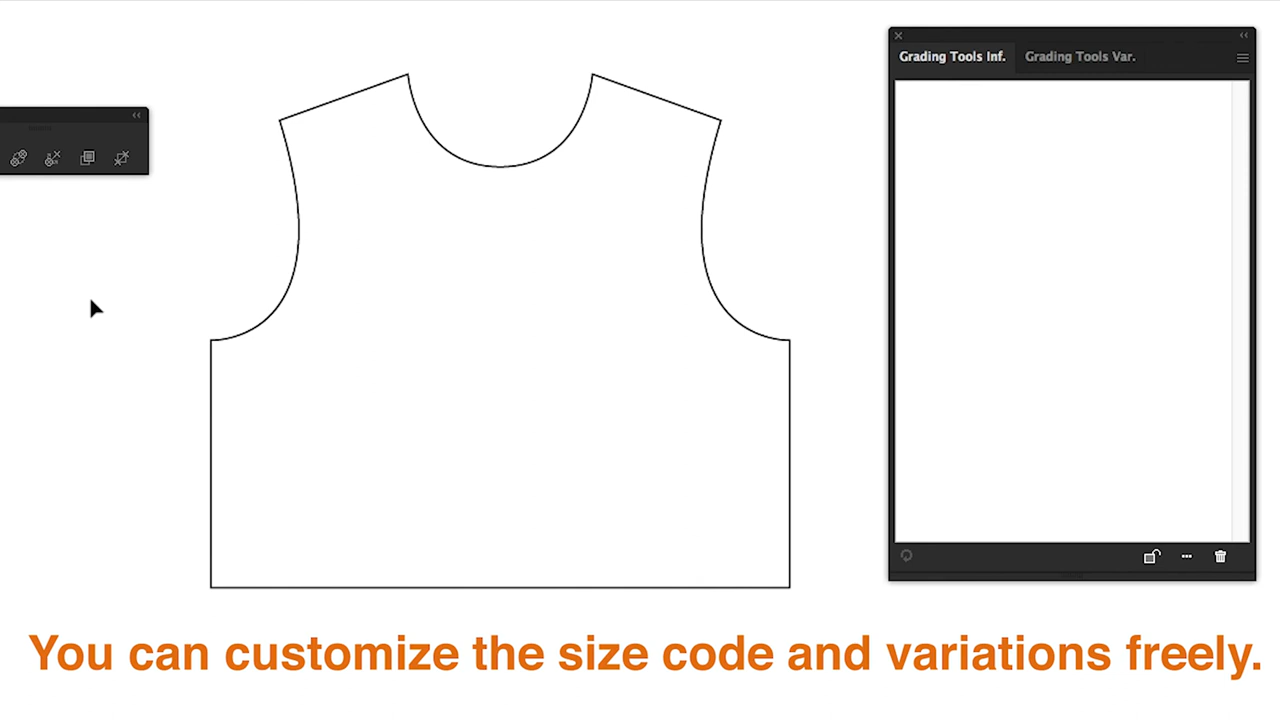 Grading Tools Inf. Grading Tools Var.
You can customize the size code and variations freely.